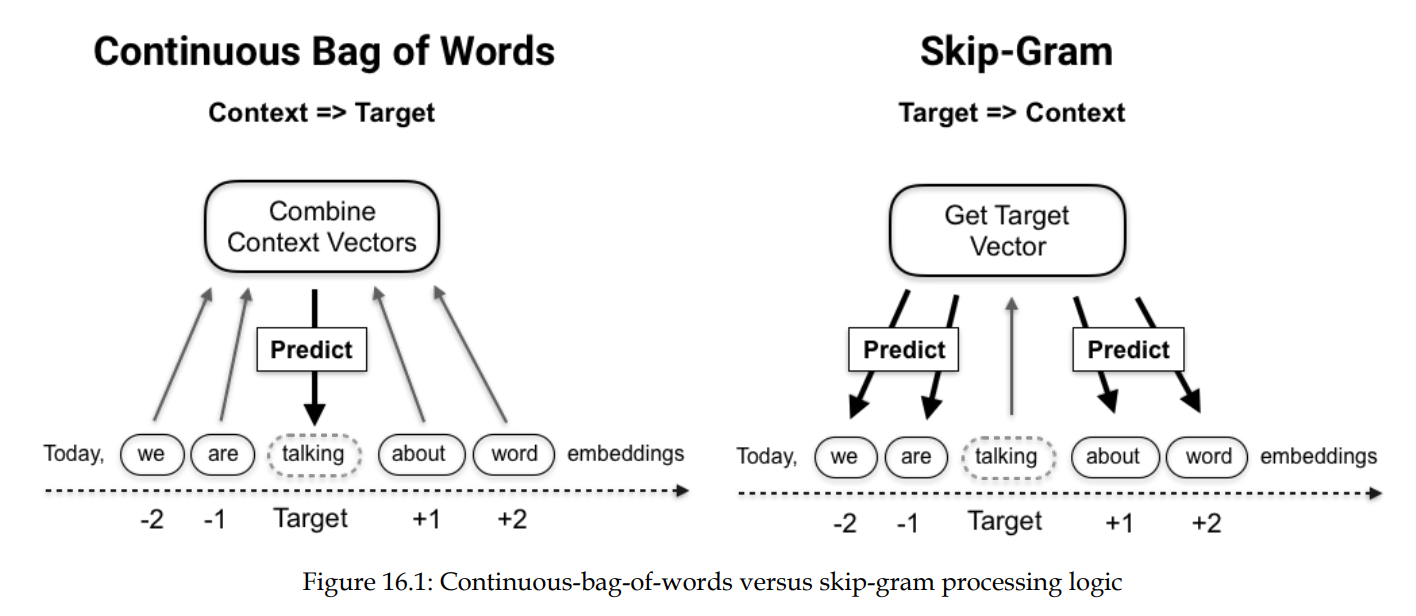 Continuous Bag of Words
Context => Target
Combine
Context Vectors
Predict
Today, we are talking about word embeddings
-2 -1 Target +1 +2
Skip-Gram
Target => Context
Get Target
Vector
Predict Predict
Today, we are talking about word embeddings
-2 -1 Target +1 +2
Figure 16.1: Continuous-bag-of-words versus skip-gram processing logic